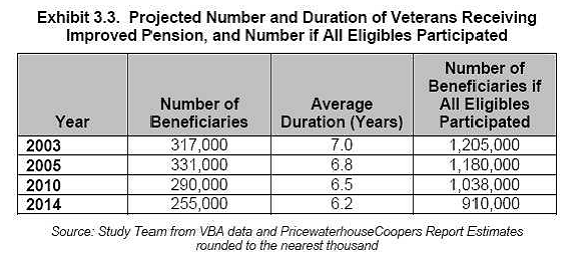 Exhibit 3.3.  Projected Number and Duration of Veterans Receiving
Improved Pension, and Number if All Eligibles Participated
Year | Number of Beneficiaries | Average Duration (Years) | Number of Beneficiaries if All Eligibles Participated
2003 | 317,000 | 7.0 | 1,205,000
2005 | 331,000 | 6.8 | 1,180,000
2010 | 290,000 | 6.5 | 1,038,000
2014 | 255,000 | 6.2 | 910,000
Source: Study Team from VBA data and PricewaterhouseCoopers Report Estimates
rounded to the nearest thousand